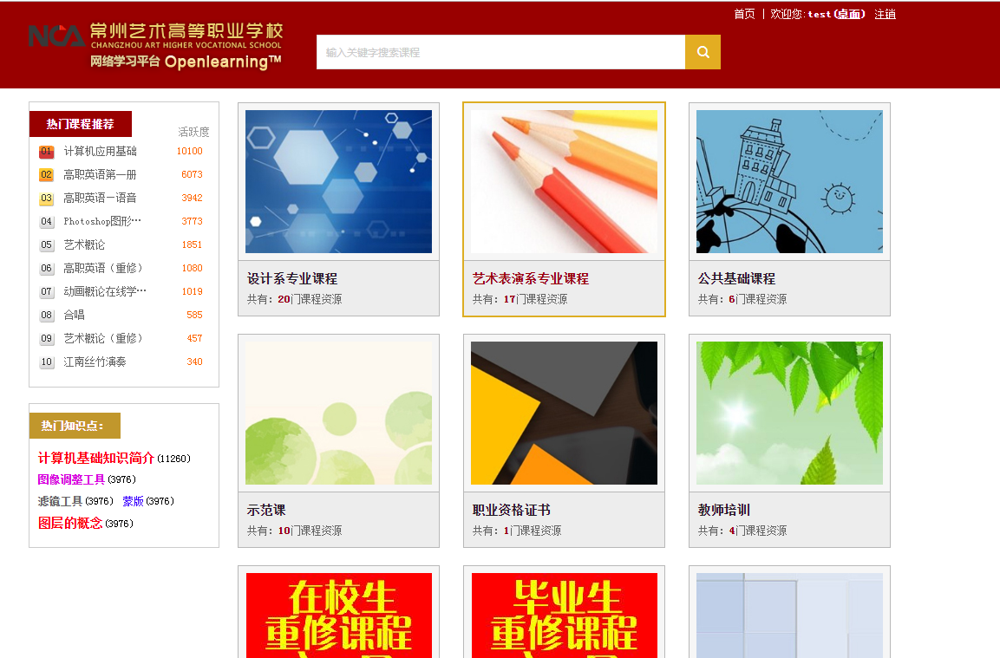 首页 | 欢迎您:test(桌面) 注销
NCA 常州艺术高等职业学校
CHANGZHOU ART HIGHER VOCATIONAL SCHOOL
网络学习平台 Openlearning™
输入关键字搜索课程
热门课程推荐
活跃度
01 计算机应用基础 10100
02 高职英语第一册 6073
03 高职英语－语音 3942
04 Photoshop图形… 3773
05 艺术概论 1851
06 高职英语（重修） 1080
07 动画概论在线学… 1019
08 合唱 585
09 艺术概论（重修） 457
10 江南丝竹演奏 340
热门知识点：
计算机基础知识简介(11260)
图像调整工具(3976)
滤镜工具(3976) 蒙版(3976)
图层的概念(3976)
设计系专业课程
共有：20门课程资源
艺术表演系专业课程
共有：17门课程资源
公共基础课程
共有：6门课程资源
示范课
共有：10门课程资源
职业资格证书
共有：1门课程资源
教师培训
共有：4门课程资源
在校生
重修课程
毕业生
重修课程